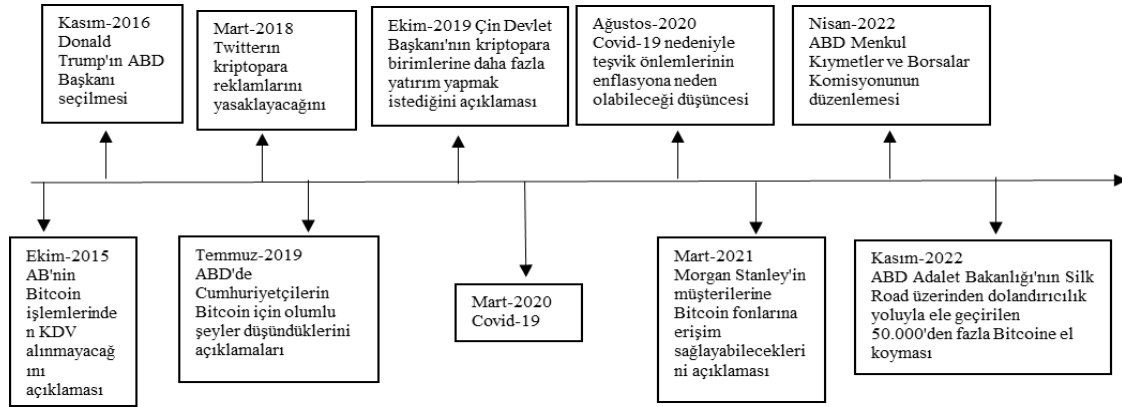 Kasım-2016
Donald
Trump'ın ABD
Başkanı
seçilmesi
Mart-2018
Twitterın
kriptopara
reklamlarını
yasaklayacağını
Ekim-2019 Çin Devlet
Başkanı'nın kriptopara
birimlerine daha fazla
yatırım yapmak
istediğini açıklaması
Ağustos-2020
Covid-19 nedeniyle
teşvik önlemlerinin
enflasyona neden
olabileceği düşüncesi
Nisan-2022
ABD Menkul
Kıymetler ve Borsalar
Komisyonunun
düzenlemesi
Ekim-2015
AB'nin
Bitcoin
işlemlerinde
n KDV
alınmayacağ
ını
açıklaması
Temmuz-2019
ABD'de
Cumhuriyetçilerin
Bitcoin için olumlu
şeyler düşündüklerini
açıklamaları
Mart-2020
Covid-19
Mart-2021
Morgan Stanley'in
müşterilerine
Bitcoin fonlarına
erişim
sağlayabilecekleri
ni açıklaması
Kasım-2022
ABD Adalet Bakanlığı'nın Silk
Road üzerinden dolandırıcılık
yoluyla ele geçirilen
50.000'den fazla Bitcoine el
koyması